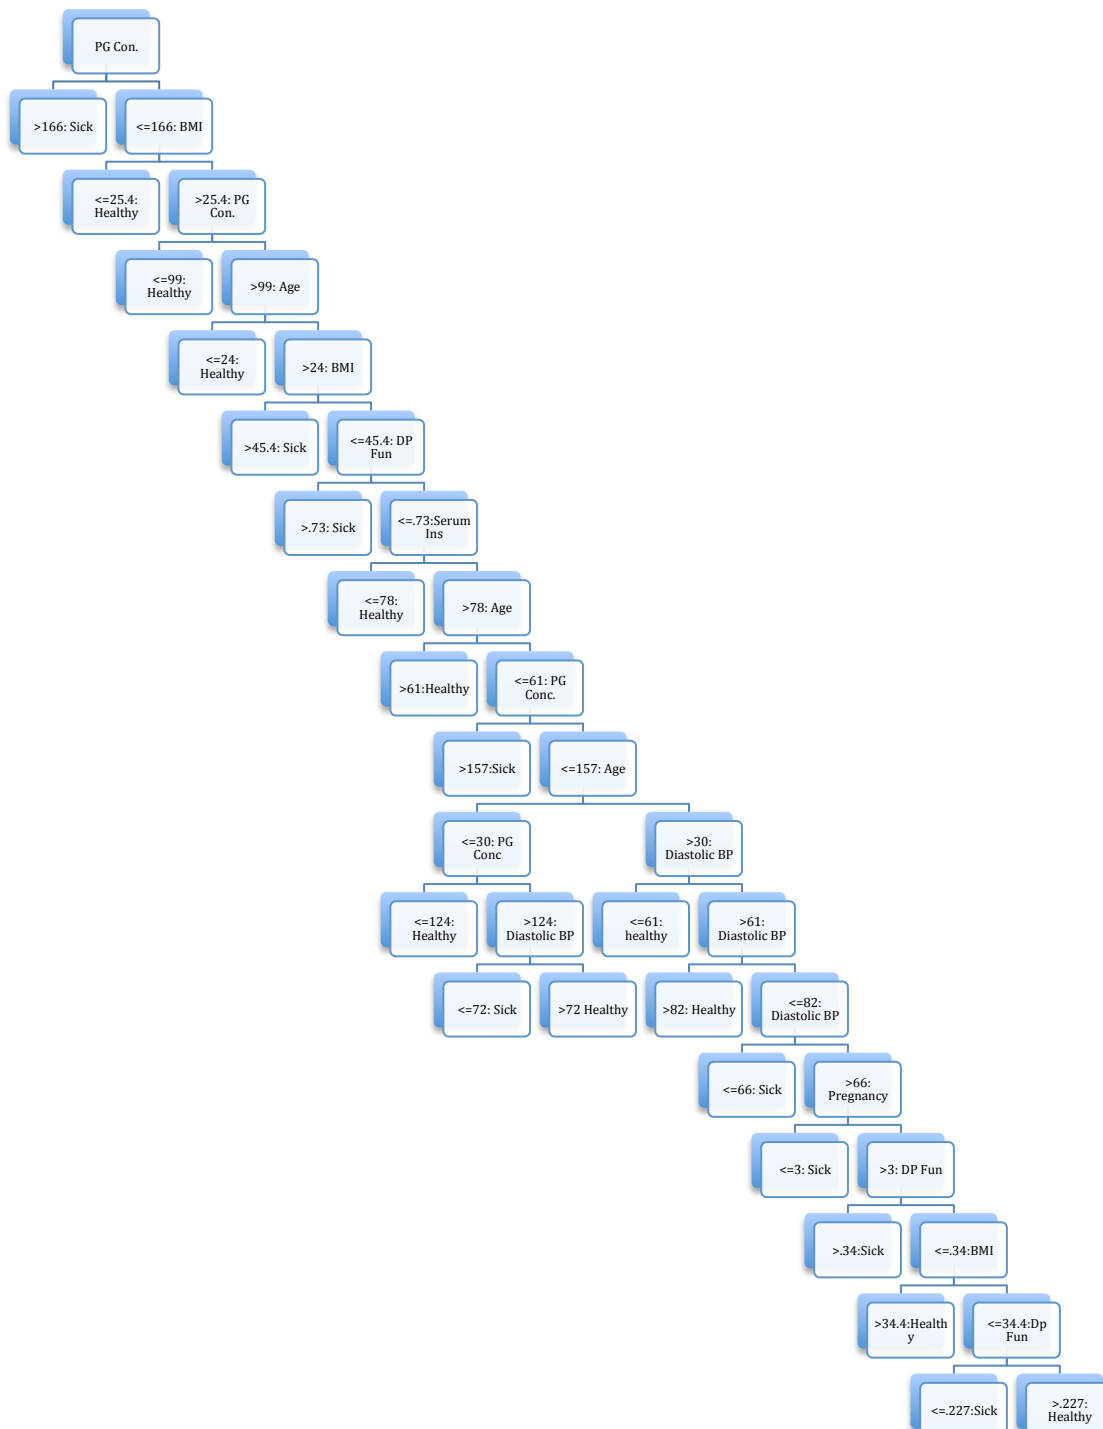 PG Con.
>166: Sick
<=166: BMI
<=25.4:
Healthy
>25.4: PG
Con.
<=99:
Healthy
>99: Age
<=24:
Healthy
>24: BMI
>45.4: Sick
<=45.4: DP
Fun
>.73: Sick
<=.73:Serum
Ins
<=78:
Healthy
>78: Age
>61:Healthy
<=61: PG
Conc.
>157:Sick
<=157: Age
<=30: PG
Conc
>30:
Diastolic BP
<=124:
Healthy
>124:
Diastolic BP
<=61:
healthy
>61:
Diastolic BP
<=72: Sick
>72 Healthy
>82: Healthy
<=82:
Diastolic BP
<=66: Sick
>66:
Pregnancy
<=3: Sick
>3: DP Fun
>.34:Sick
<=.34:BMI
>34.4:Health
y
<=34.4:Dp
Fun
<=.227:Sick
>.227:
Healthy